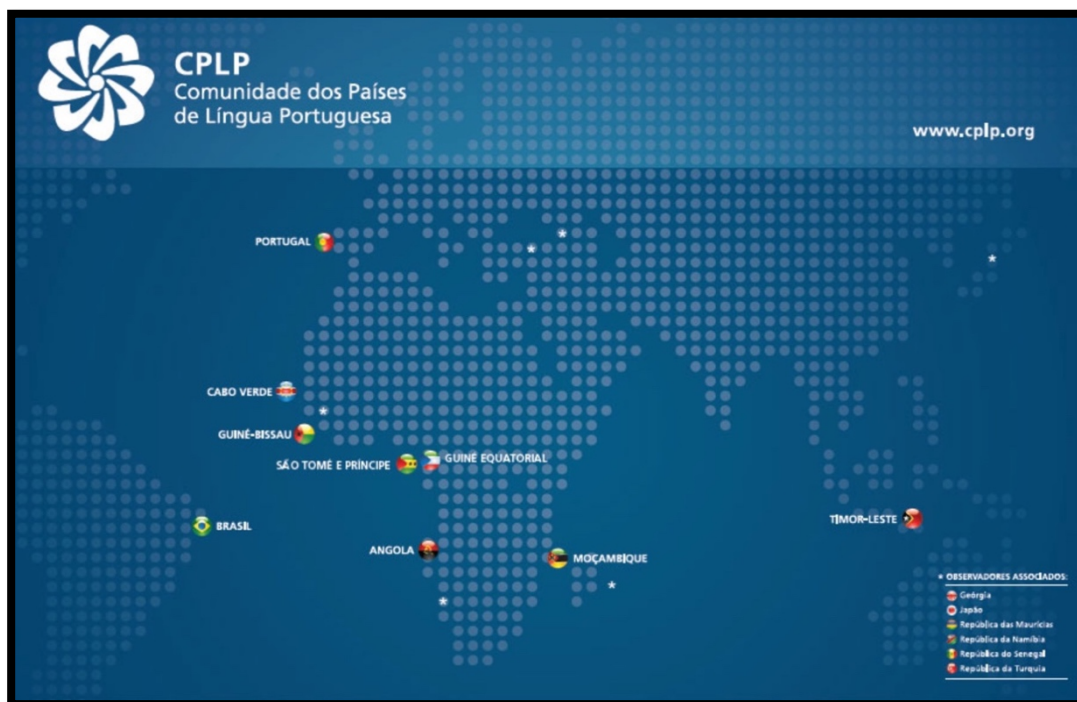 CPLP
Comunidade dos Países
de Língua Portuguesa
www.cplp.org
PORTUGAL
CABO VERDE
GUINÉ-BISSAU
SÃO TOMÉ E PRÍNCIPE
GUINÉ EQUATORIAL
BRASIL
ANGOLA
MOÇAMBIQUE
TIMOR-LESTE
* OBSERVADORES ASSOCIADOS:
Geórgia
Japão
República das Maurícias
República da Namíbia
República do Senegal
República da Turquia